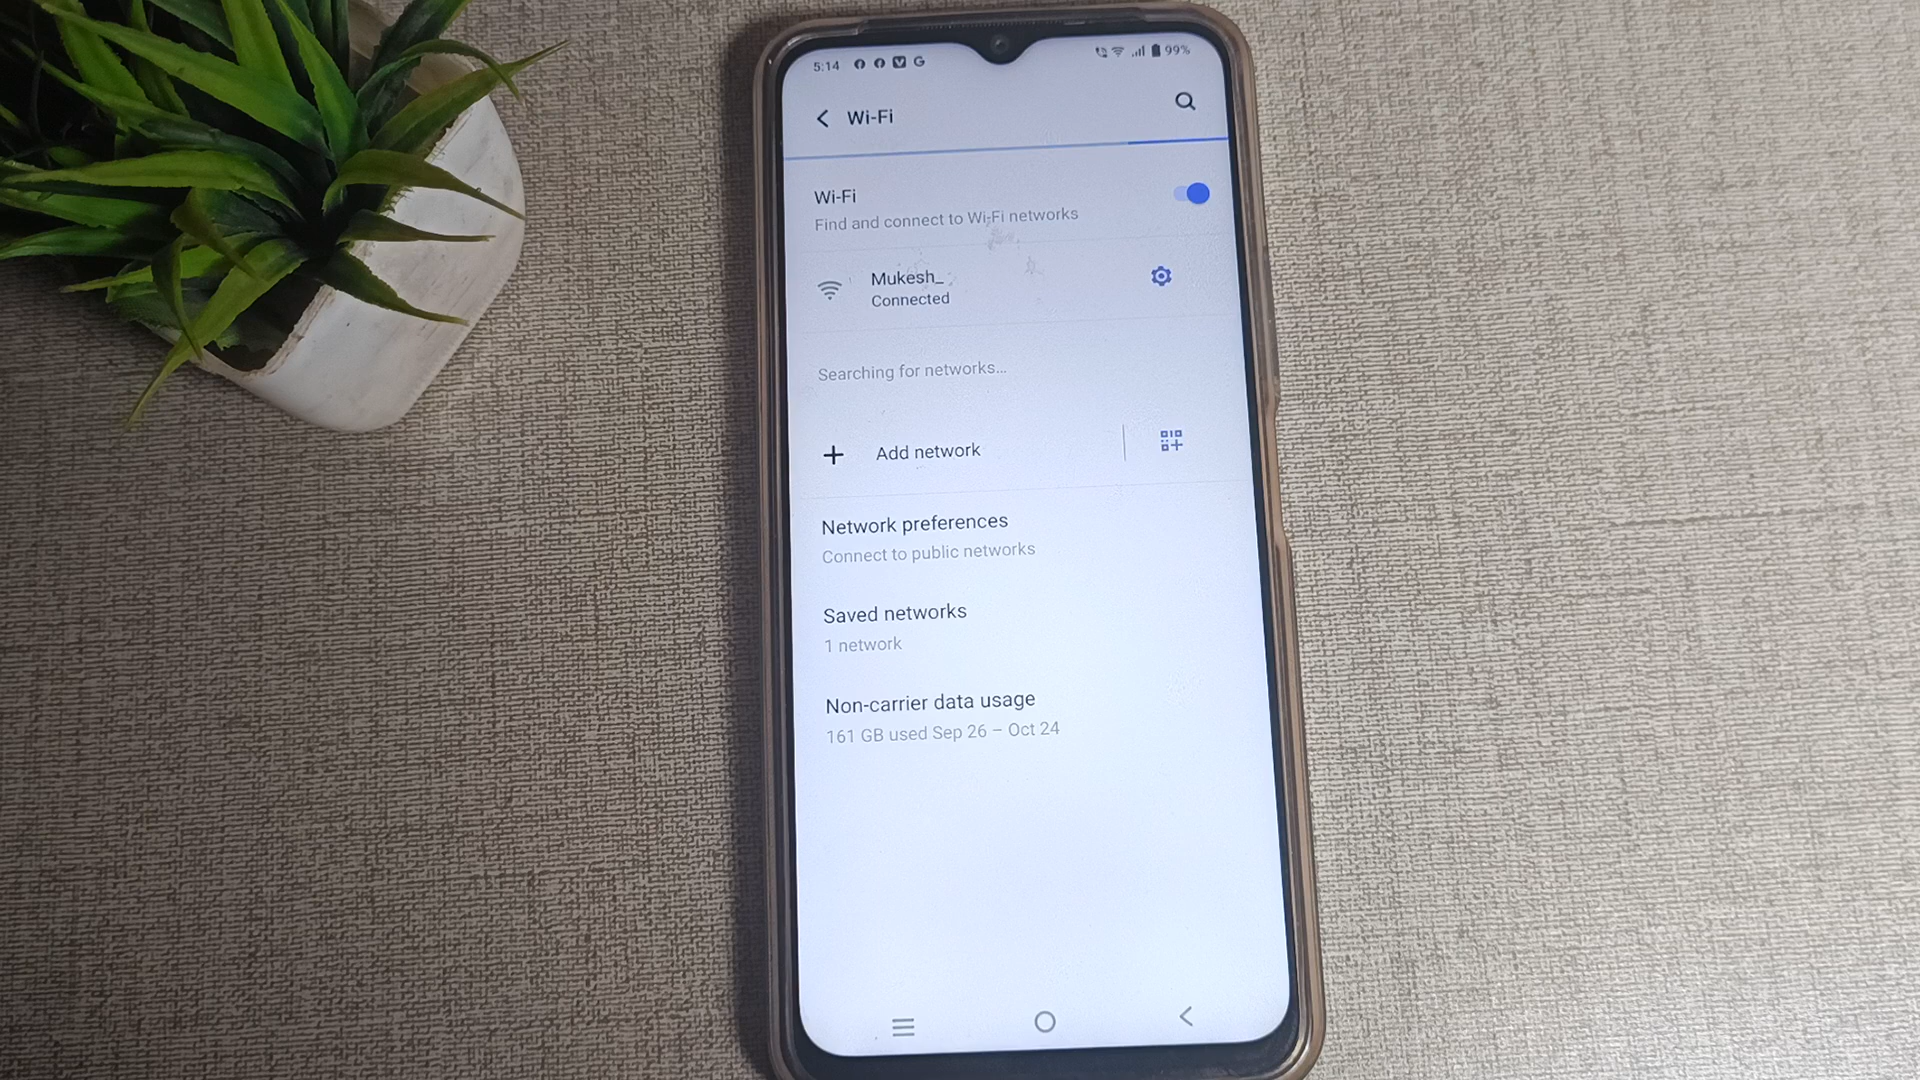 5:14 G 99%
Wi-Fi
Wi-Fi
Find and connect to Wi-Fi networks
Mukesh_
Connected
Searching for networks...
Add network
Network preferences
Connect to public networks
Saved networks
1 network
Non-carrier data usage
161 GB used Sep 26 – Oct 24